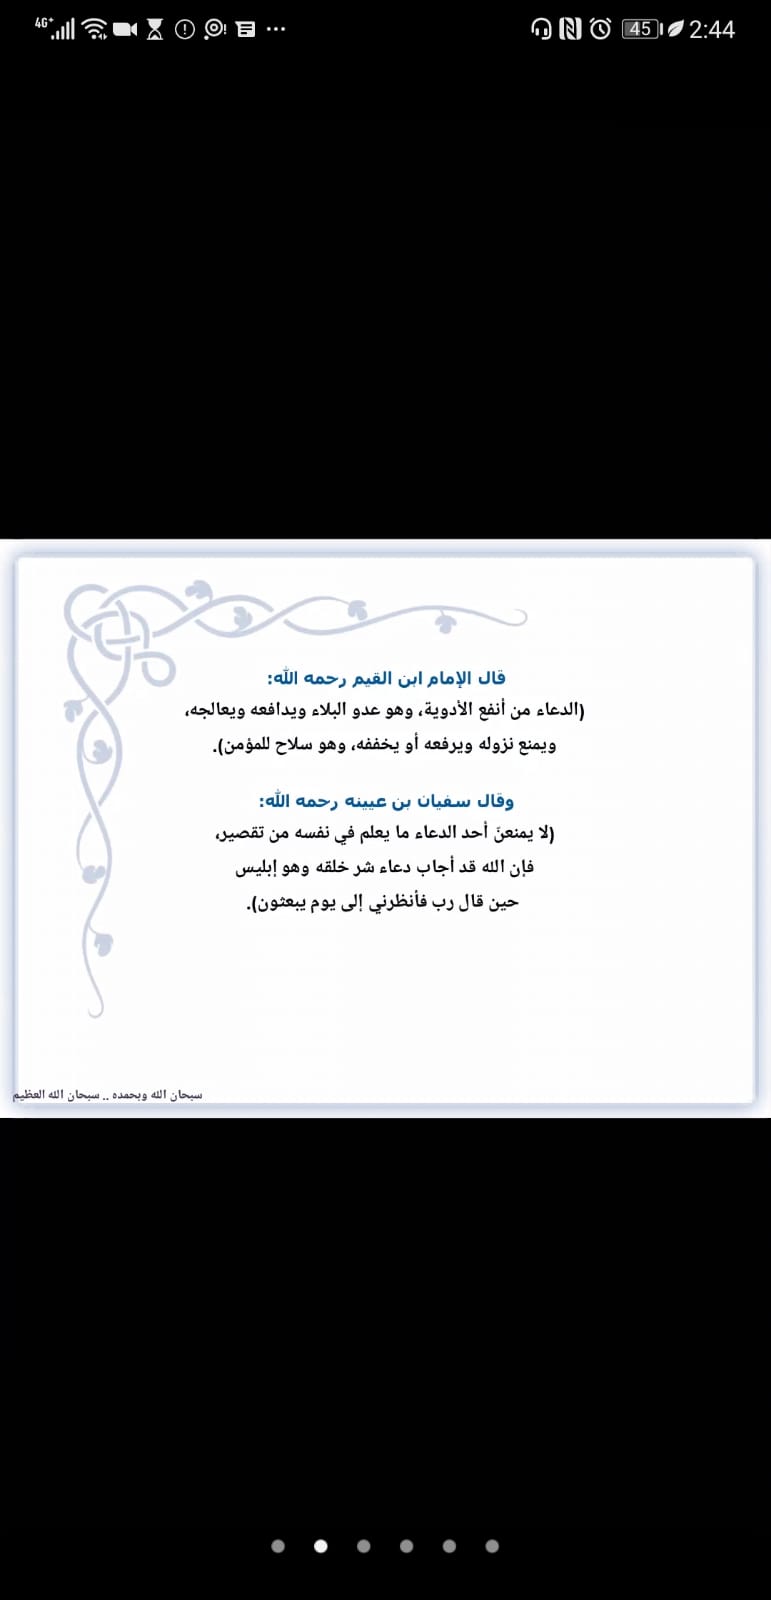 4G+ 45 2:44
قال الإمام ابن القيم رحمه الله:
(الدعاء من أنفع الأدوية، وهو عدو البلاء ويدافعه ويعالجه،
ويمنع نزوله ويرفعه أو يخففه، وهو سلاح للمؤمن).
وقال سفيان بن عيينه رحمه الله:
(لا يمنعنّ أحد الدعاء ما يعلم في نفسه من تقصير،
فإن الله قد أجاب دعاء شر خلقه وهو إبليس
حين قال رب فأنظرني إلى يوم يبعثون).
سبحان الله وبحمده .. سبحان الله العظيم